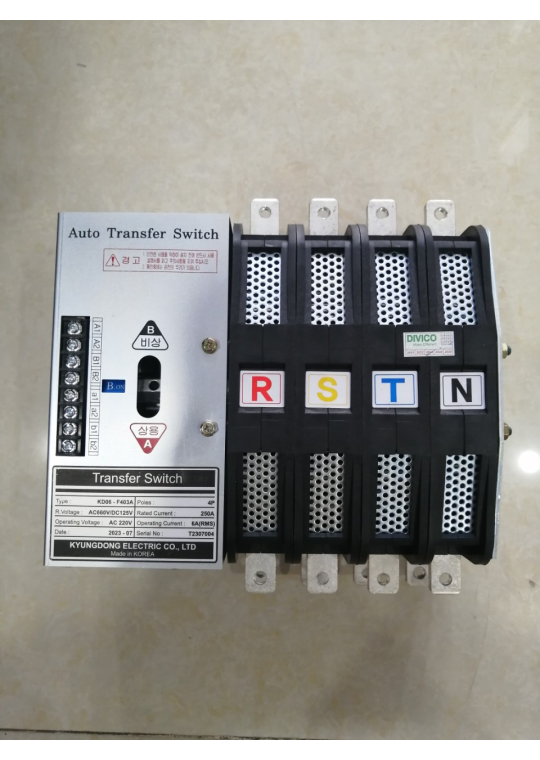 Auto Transfer Switch
경고
A1
A2
B1
B2
a1
a2
b1
b2
B
비상
B
상용
A
DIVICO
R
S
T
N
Transfer Switch
Type : KD06 - F403A Poles : 4P
R.Voltage AC660V/DC125V Rated Current : 250A
Operating Voltage AC 220V Operating Current : 6A(RMS)
Date : 2023 - 07 Serial No : T2307004
KYUNGDONG ELECTRIC CO., LTD
Made in KOREA